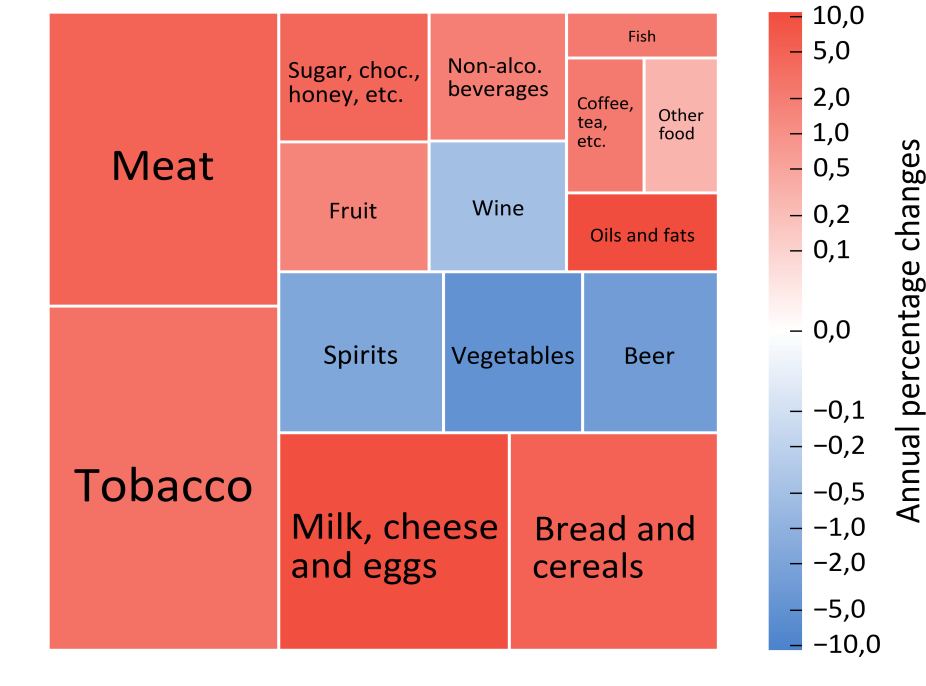 Meat
Tobacco
Sugar, choc.,
honey, etc.
Non-alco.
beverages
Fish
Coffee,
tea,
etc.
Other
food
Fruit
Wine
Oils and fats
Spirits
Vegetables
Beer
Milk, cheese
and eggs
Bread and
cereals
10,0
5,0
2,0
1,0
0,5
0,2
0,1
0,0
−0,1
−0,2
−0,5
−1,0
−2,0
−5,0
−10,0
Annual percentage changes